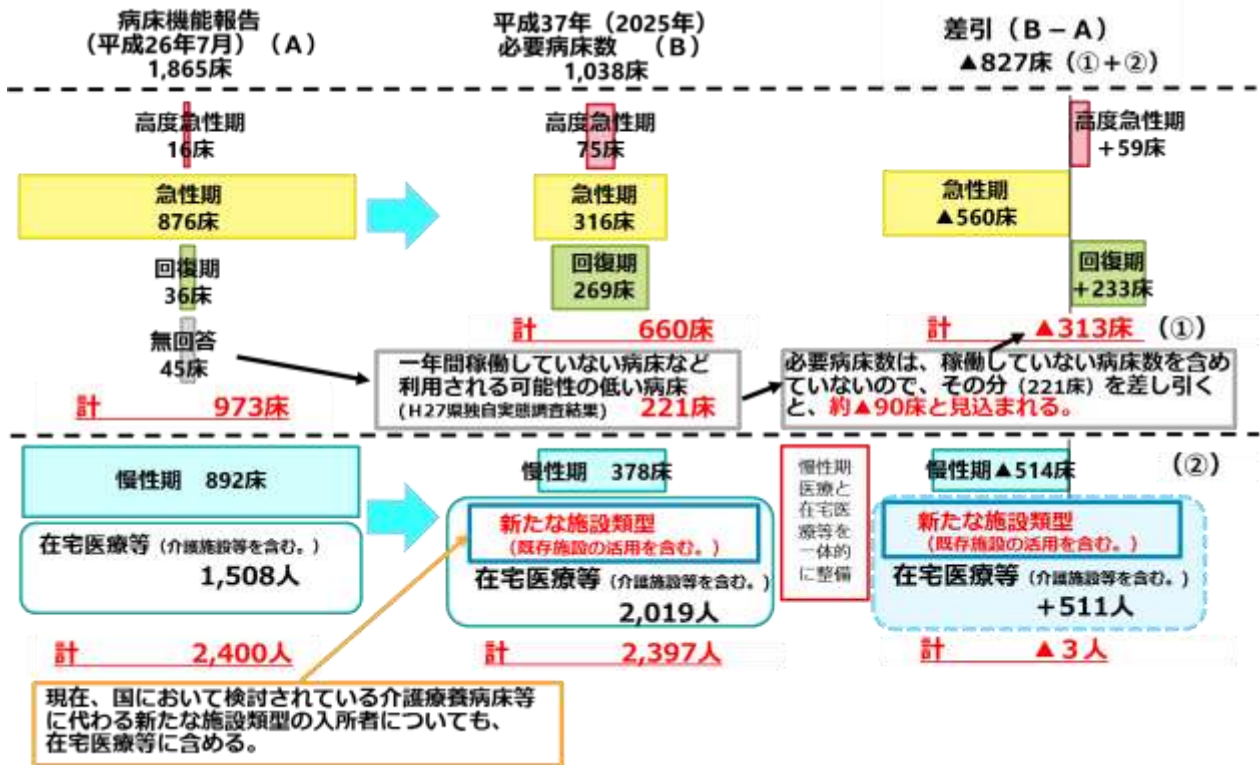 病床機能報告
(平成26年7月)(A)
1,865床
平成37年(2025年)
必要病床数 (B)
1,038床
差引(B-A)
▲827床(①+②)
高度急性期
16床
高度急性期
75床
高度急性期
+59床
急性期
876床
急性期
316床
急性期
▲560床
回復期
36床
回復期
269床
回復期
+233床
無回答
45床
計 973床
計 660床
計 ▲313床 (①)
一年間稼働していない病床など
利用される可能性の低い病床
(H27県独自実態調査結果) 221床
必要病床数は、稼働していない病床数を含め
ていないので、その分(221床)を差し引く
と、約▲90床と見込まれる。
慢性期 892床
慢性期 378床
慢性期▲514床
(②)
慢性期
医療と
在宅医
療等を
一体的
に整備
在宅医療等(介護施設等を含む。)
1,508人
新たな施設類型
(既存施設の活用を含む。)
在宅医療等(介護施設等を含む。)
2,019人
新たな施設類型
(既存施設の活用を含む。)
在宅医療等(介護施設等を含む。)
+511人
計 2,400人
計 2,397人
計 ▲3人
現在、国において検討されている介護療養病床等
に代わる新たな施設類型の入所者についても、
在宅医療等に含める。